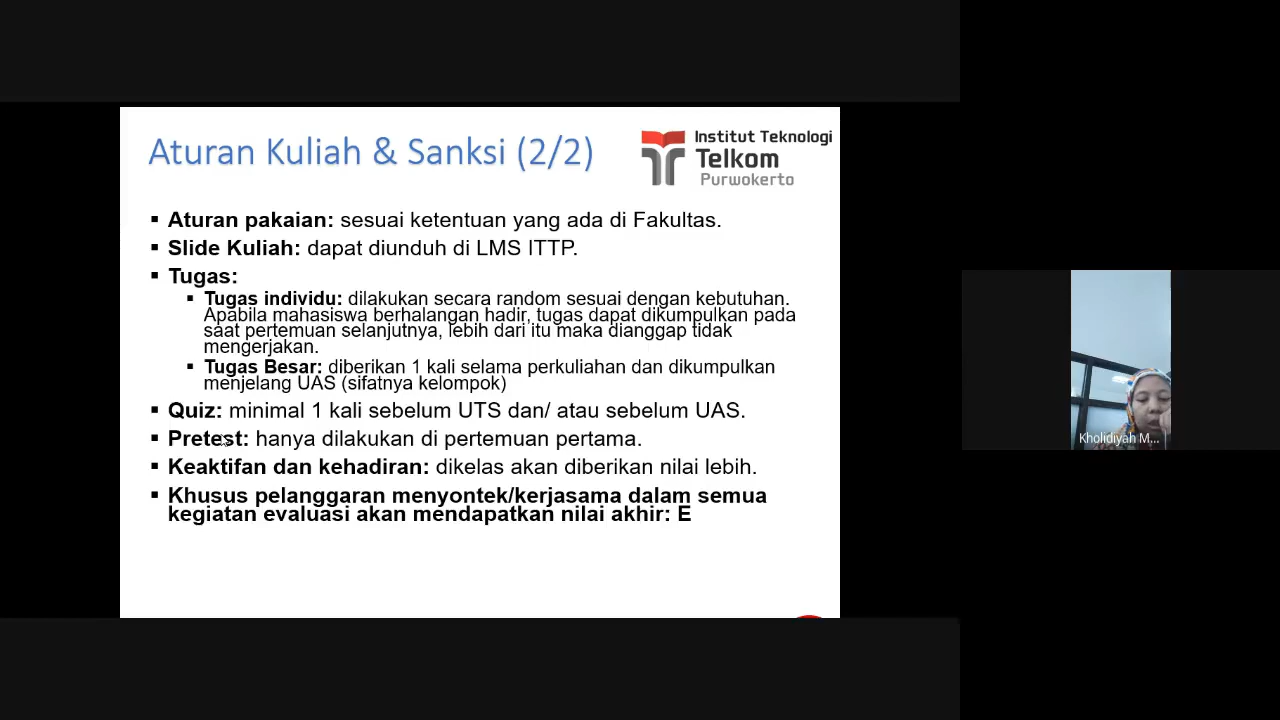 Aturan Kuliah & Sanksi (2/2)
Institut Teknologi
Telkom
Purwokerto
▪ Aturan pakaian: sesuai ketentuan yang ada di Fakultas.
▪ Slide Kuliah: dapat diunduh di LMS ITTP.
▪ Tugas:
▪ Tugas individu: dilakukan secara random sesuai dengan kebutuhan.
Apabila mahasiswa berhalangan hadir, tugas dapat dikumpulkan pada
saat pertemuan selanjutnya, lebih dari itu maka dianggap tidak
mengerjakan.
▪ Tugas Besar: diberikan 1 kali selama perkuliahan dan dikumpulkan
menjelang UAS (sifatnya kelompok)
▪ Quiz: minimal 1 kali sebelum UTS dan/ atau sebelum UAS.
▪ Pretest: hanya dilakukan di pertemuan pertama.
▪ Keaktifan dan kehadiran: dikelas akan diberikan nilai lebih.
▪ Khusus pelanggaran menyontek/kerjasama dalam semua
kegiatan evaluasi akan mendapatkan nilai akhir: E
Kholidiyah M...